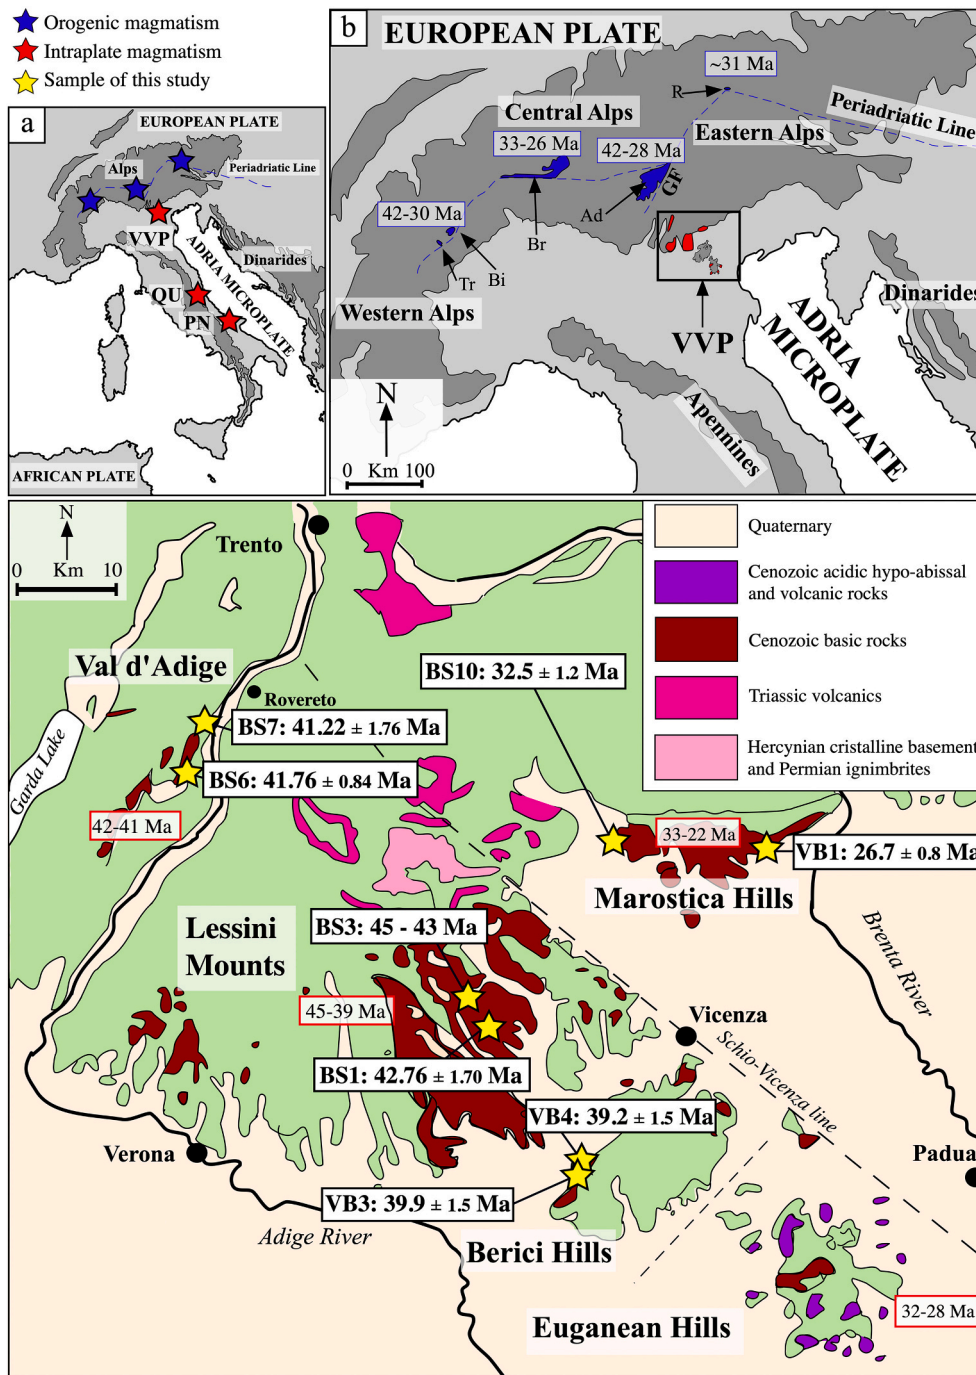 Orogenic magmatism
Intraplate magmatism
Sample of this study
a
EUROPEAN PLATE
Alps
Periadriatic Line
VVP
Dinarides
ADRIA MICROPLATE
QU
PN
AFRICAN PLATE
b
EUROPEAN PLATE
~31 Ma
R
Central Alps
Periadriatic Line
33-26 Ma
42-28 Ma
Eastern Alps
GF
Ad
42-30 Ma
Br
Bi
Tr
Western Alps
VVP
Dinarides
ADRIA
MICROPLATE
Apennines
N
0 Km 100
N
0 Km 10
Trento
Val d'Adige
Rovereto
Garda Lake
BS7: 41.22 ± 1.76 Ma
BS6: 41.76 ± 0.84 Ma
42-41 Ma
BS10: 32.5 ± 1.2 Ma
Quaternary
Cenozoic acidic hypo-abissal
and volcanic rocks
Cenozoic basic rocks
Triassic volcanics
Hercynian cristalline basement
and Permian ignimbrites
33-22 Ma
VB1: 26.7 ± 0.8 Ma
Marostica Hills
Lessini
Mounts
BS3: 45 - 43 Ma
45-39 Ma
BS1: 42.76 ± 1.70 Ma
Brenta River
Vicenza
Schio-Vicenza line
VB4: 39.2 ± 1.5 Ma
Verona
Padua
VB3: 39.9 ± 1.5 Ma
Adige River
Berici Hills
Euganean Hills
32-28 Ma